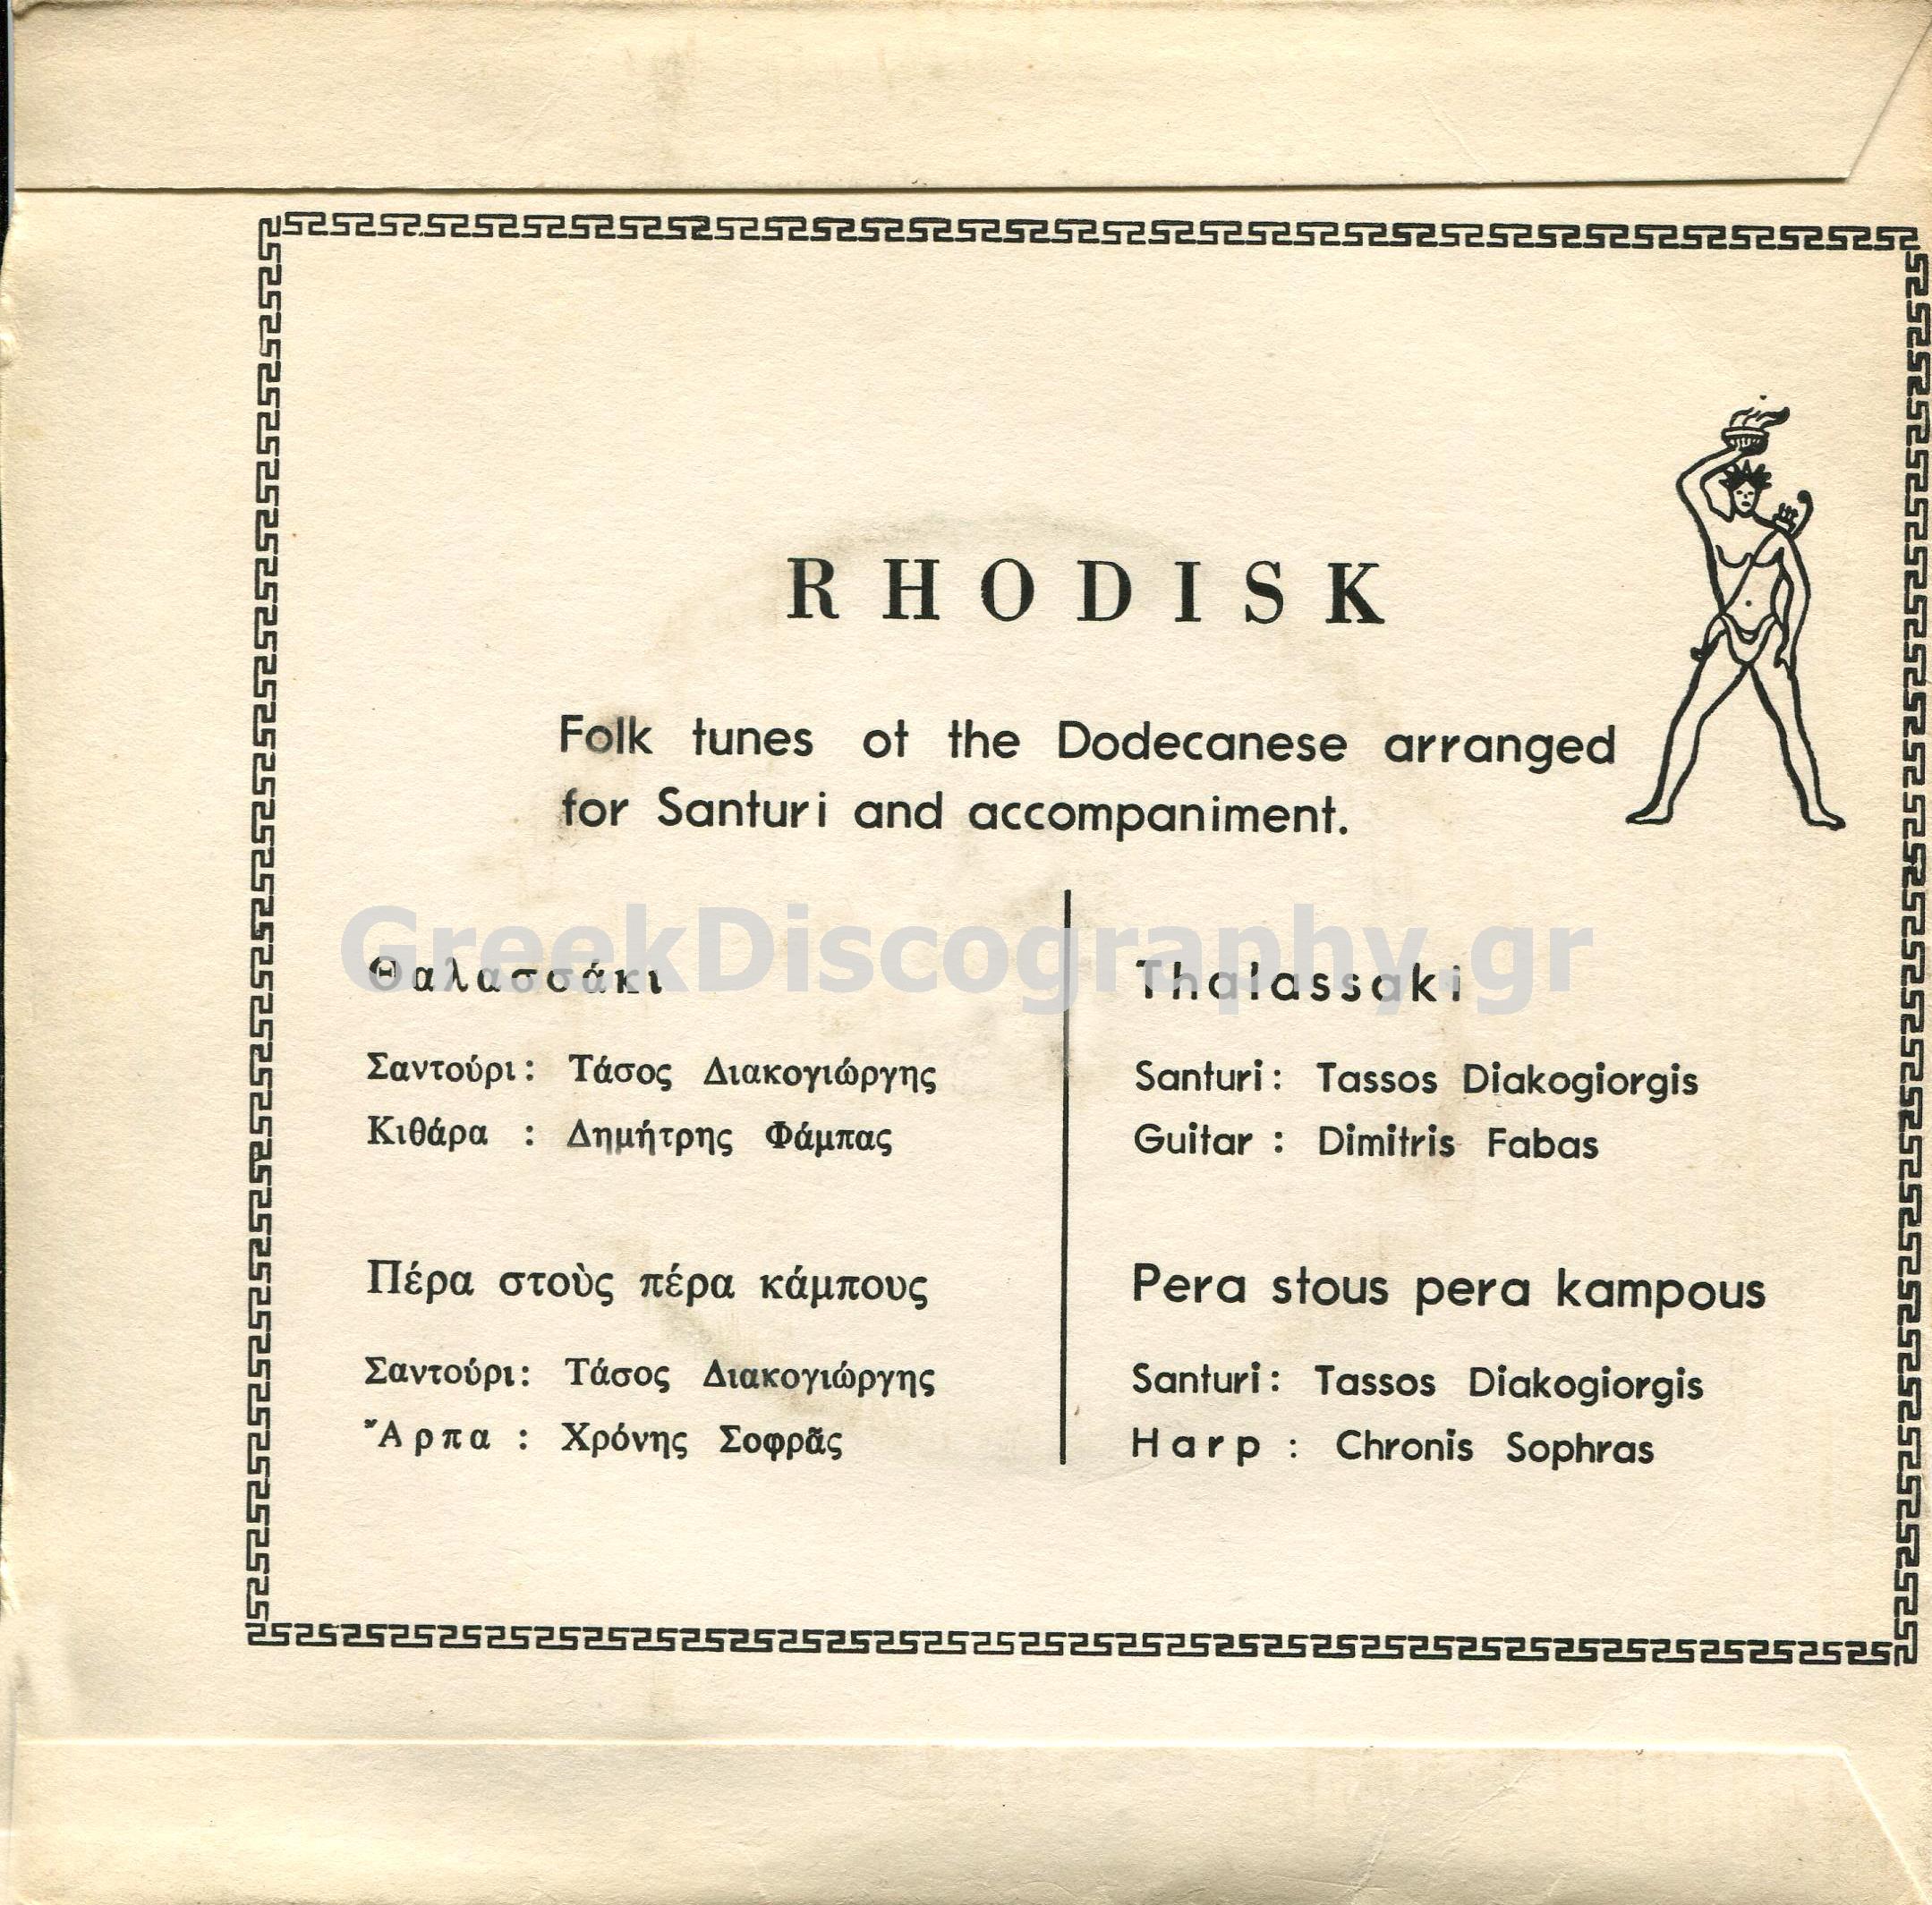 RHODISK
Folk tunes ot the Dodecanese arranged
for Santuri and accompaniment.
GreekDiscography.gr
Θαλασσάκι
Σαντούρι: Τάσος Διακογιώργης
Κιθάρα : Δημήτρης Φάμπας
Πέρα στοὺς πέρα κάμπους
Σαντούρι: Τάσος Διακογιώργης
Ἄρπα : Χρόνης Σοφρᾶς
Thalassaki
Santuri: Tassos Diakogiorgis
Guitar : Dimitris Fabas
Pera stous pera kampous
Santuri: Tassos Diakogiorgis
Harp : Chronis Sophras